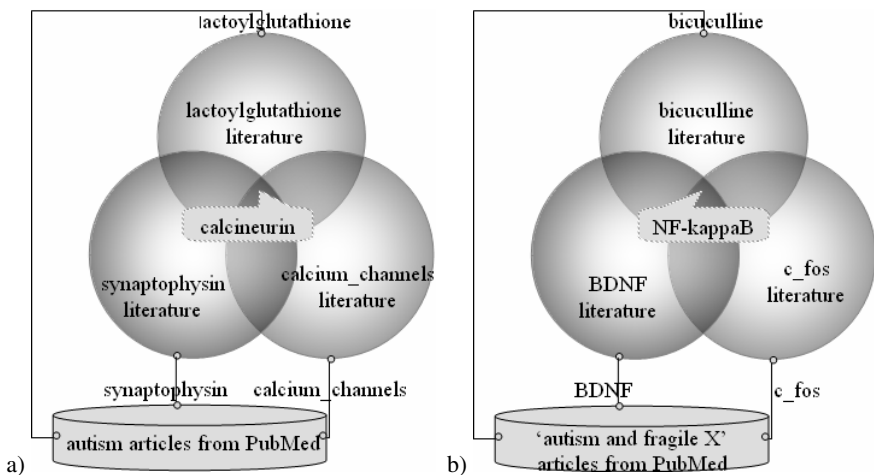 lactoylglutathione
lactoylglutathione
literature
calcineurin
synaptophysin
literature
calcium_channels
literature
synaptophysin
calcium_channels
autism articles from PubMed
a)
bicuculline
bicuculline
literature
NF-kappaB
BDNF
literature
c_fos
literature
BDNF
c_fos
‘autism and fragile X’
articles from PubMed
b)